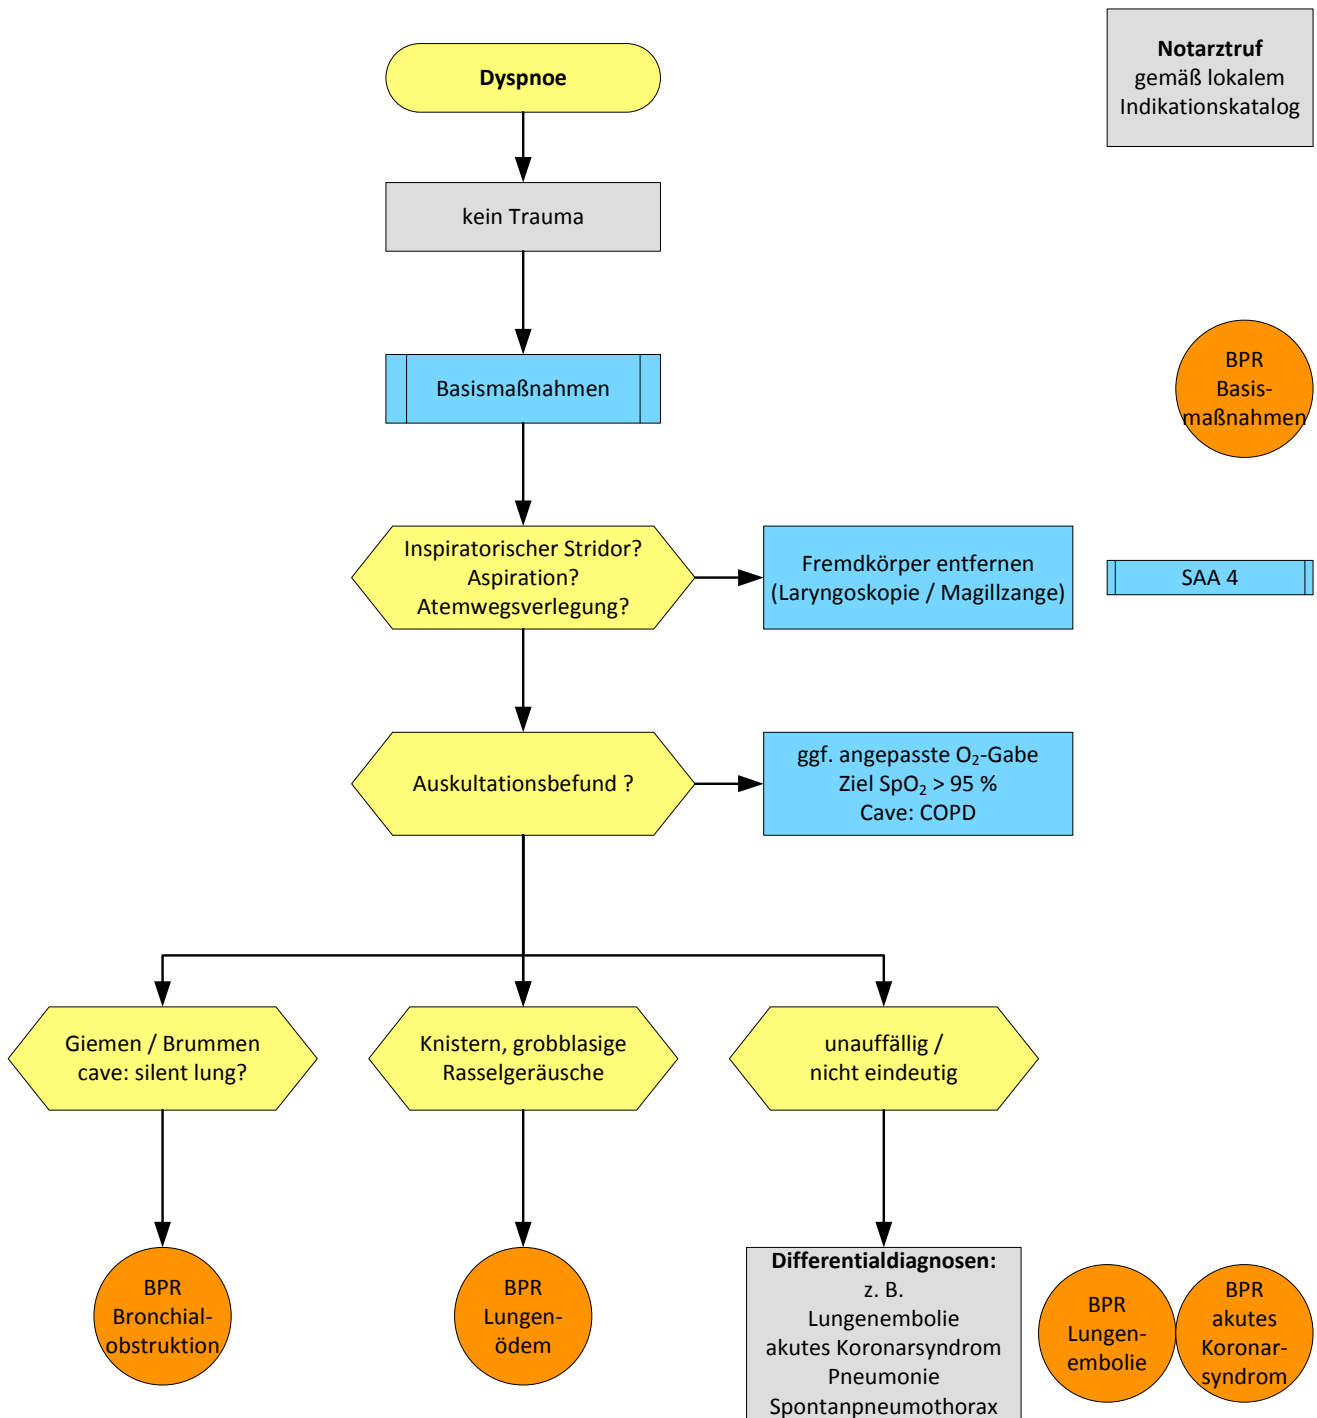 Dyspnoe
Notarztruf
gemäß lokalem
Indikationskatalog
kein Trauma
Basismaßnahmen
BPR
Basis-
maßnahmen
Inspiratorischer Stridor?
Aspiration?
Atemwegsverlegung?
Fremdkörper entfernen
(Laryngoskopie / Magillzange)
SAA 4
Auskultationsbefund ?
ggf. angepasste O₂-Gabe
Ziel SpO₂ > 95 %
Cave: COPD
Giemen / Brummen
cave: silent lung?
Knistern, grobblasige
Rasselgeräusche
unauffällig /
nicht eindeutig
BPR
Bronchial-
obstruktion
BPR
Lungen-
ödem
Differentialdiagnosen:
z. B.
Lungenembolie
akutes Koronarsyndrom
Pneumonie
Spontanpneumothorax
BPR
Lungen-
embolie
BPR
akutes
Koronar-
syndrom